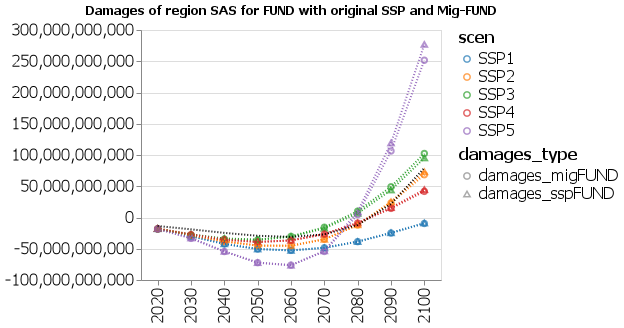 Damages of region SAS for FUND with original SSP and Mig-FUND
300,000,000,000
250,000,000,000
200,000,000,000
150,000,000,000
100,000,000,000
50,000,000,000
0
-50,000,000,000
-100,000,000,000
2020
2030
2040
2050
2060
2070
2080
2090
2100
scen
SSP1
SSP2
SSP3
SSP4
SSP5
damages_type
damages_migFUND
damages_sspFUND